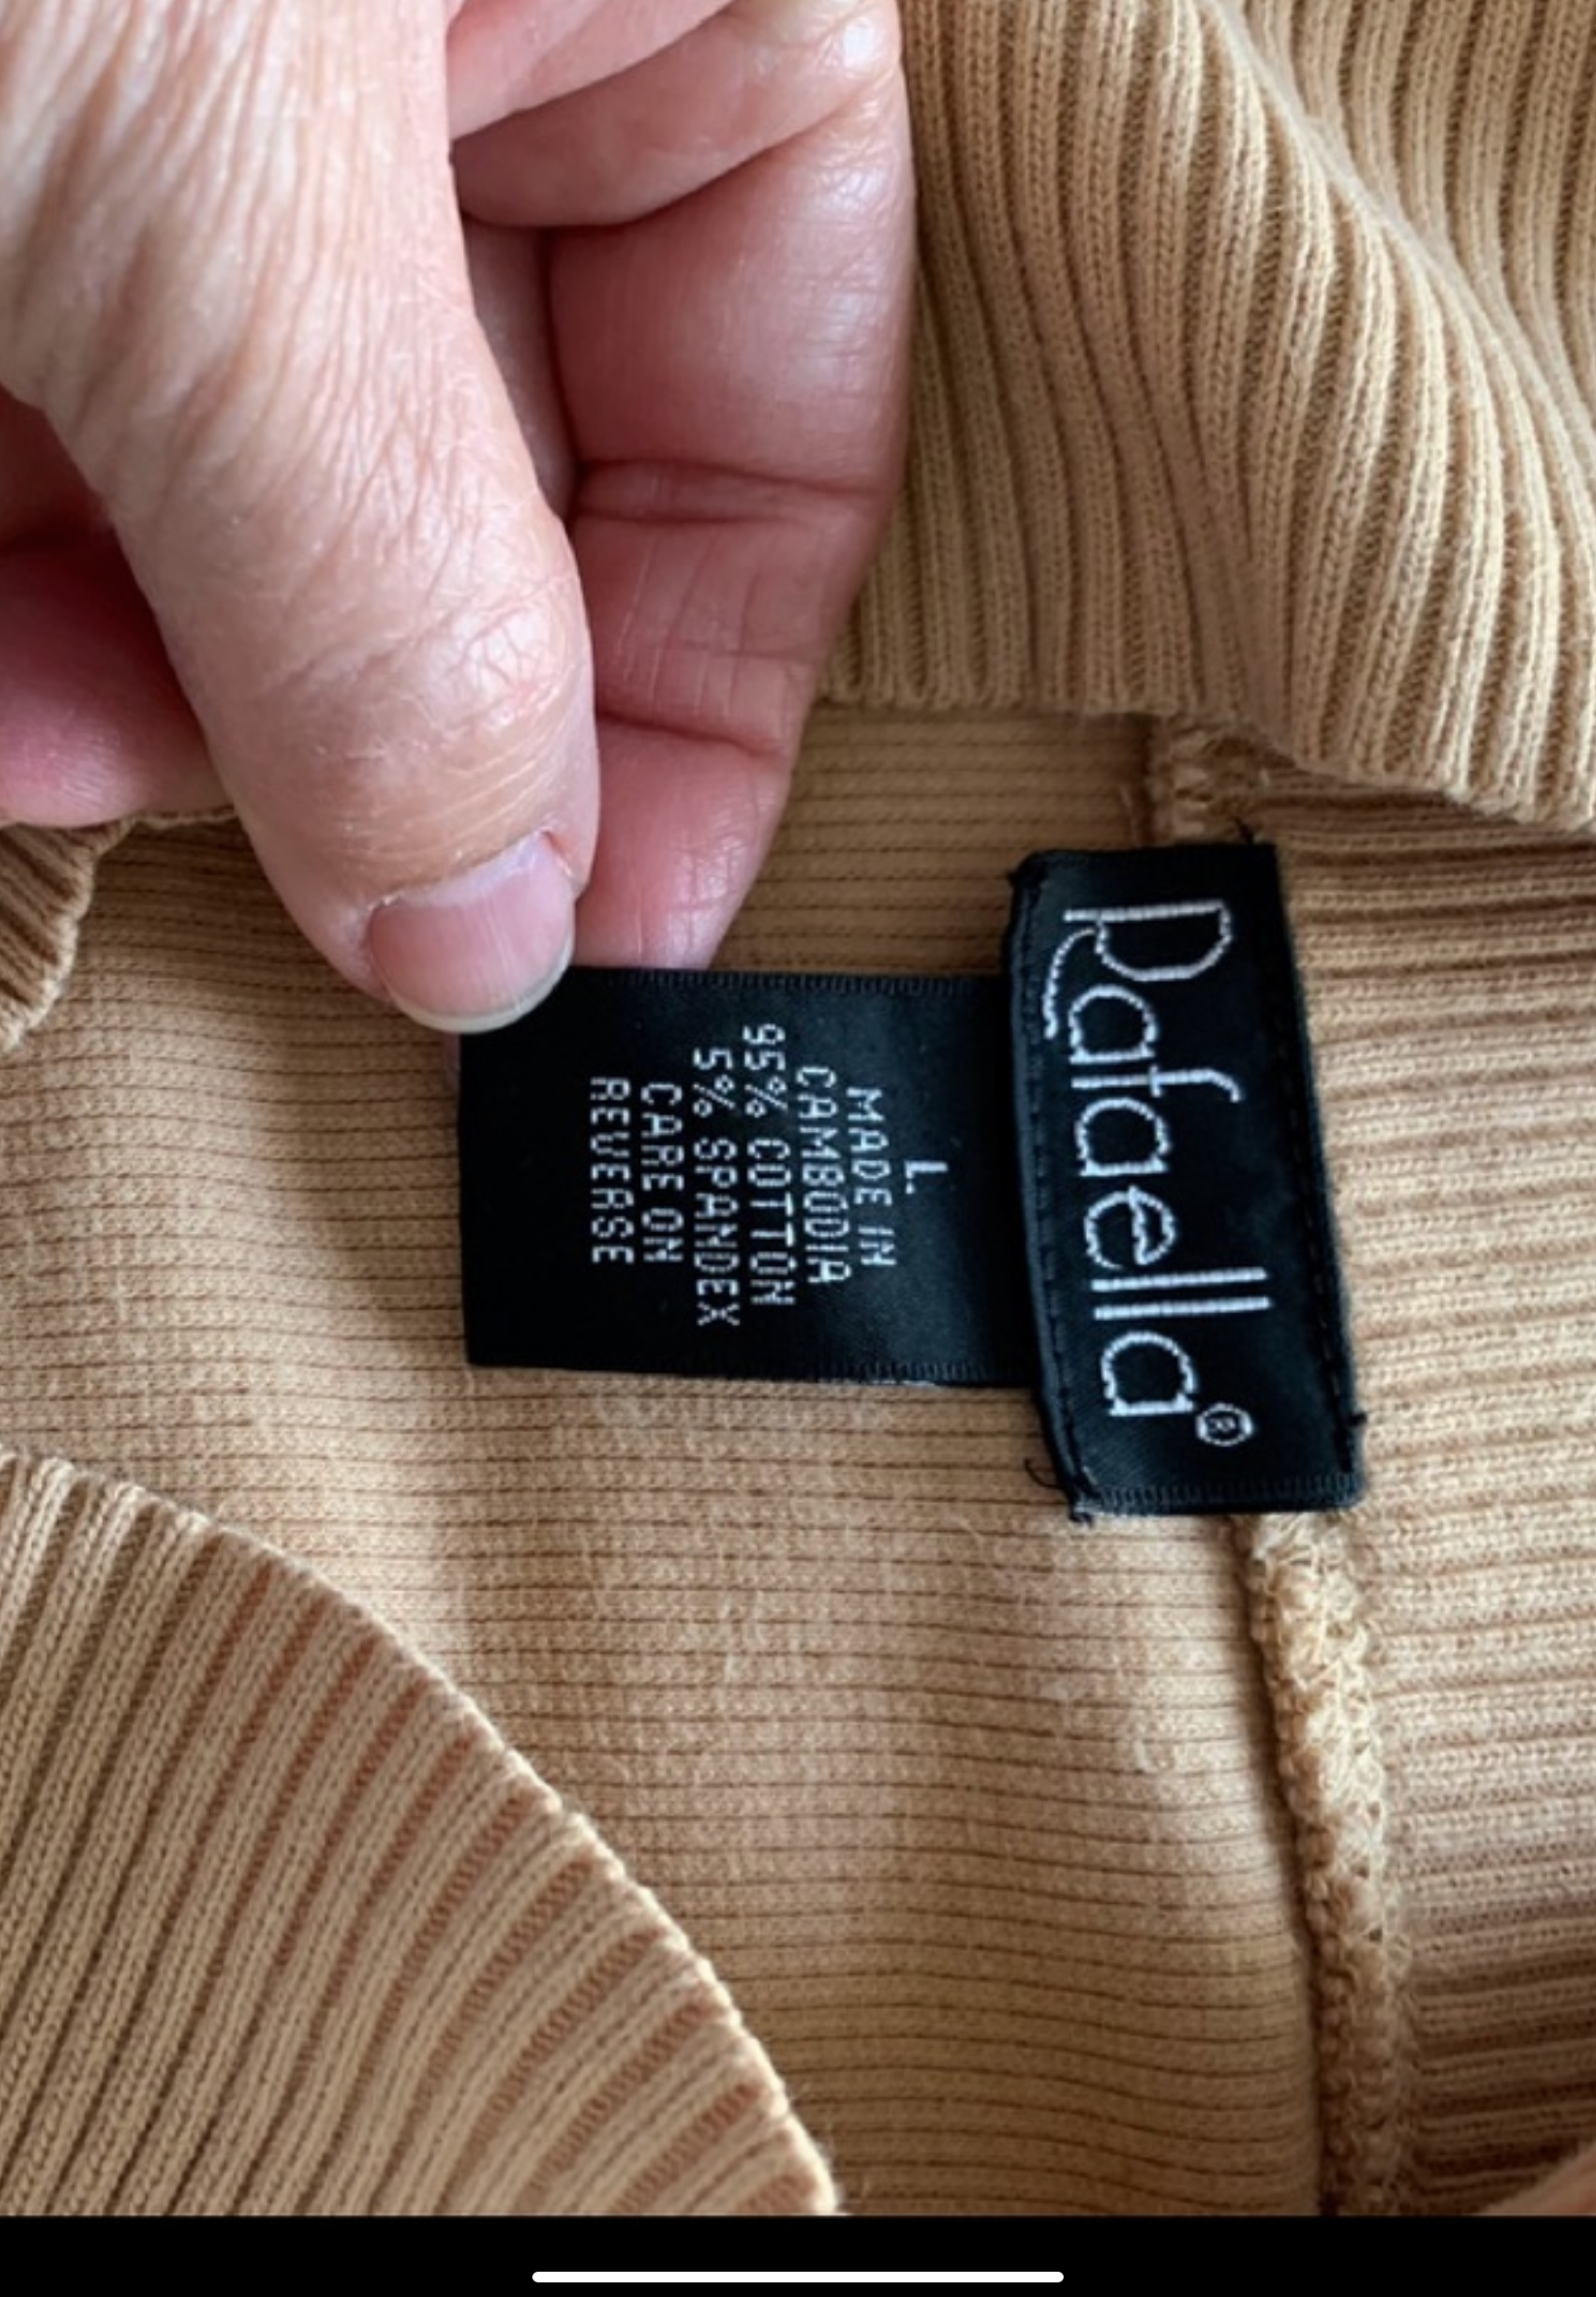 Rafaella®
L.
MADE IN
CAMBODIA
95% COTTON
5% SPANDEX
CARE ON
REVERSE